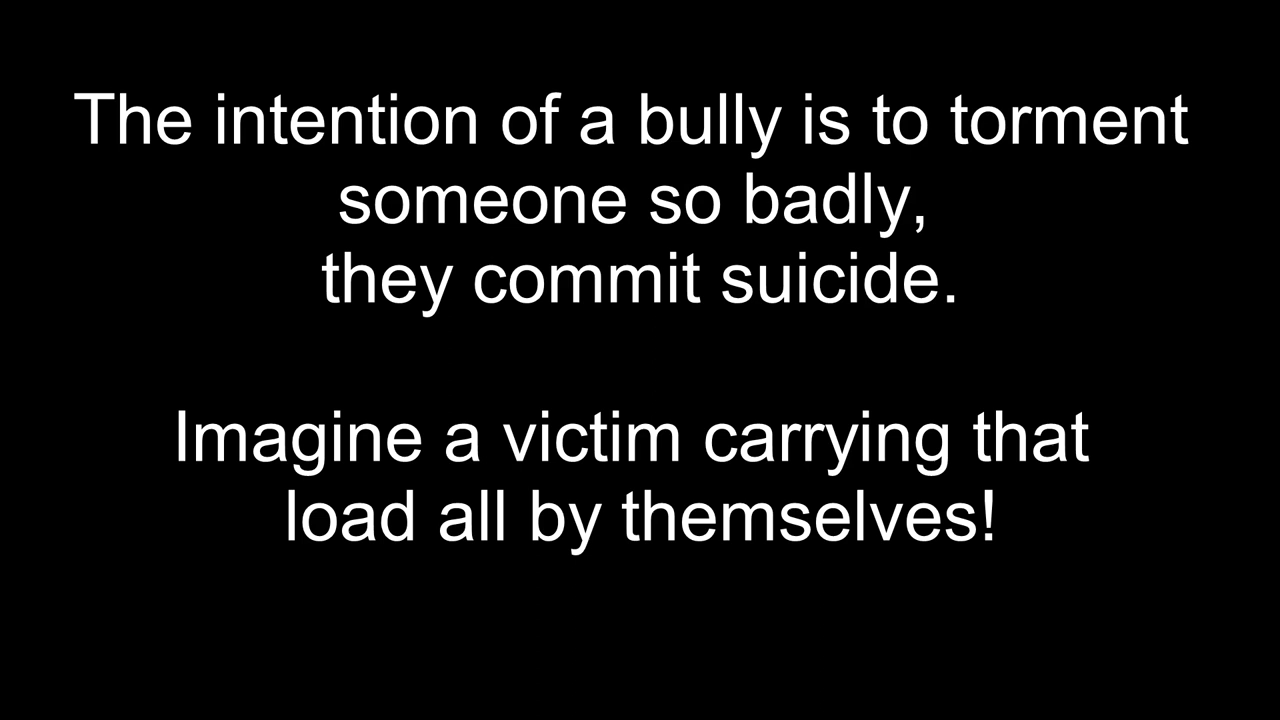 The intention of a bully is to torment
someone so badly,
they commit suicide.
Imagine a victim carrying that
load all by themselves!